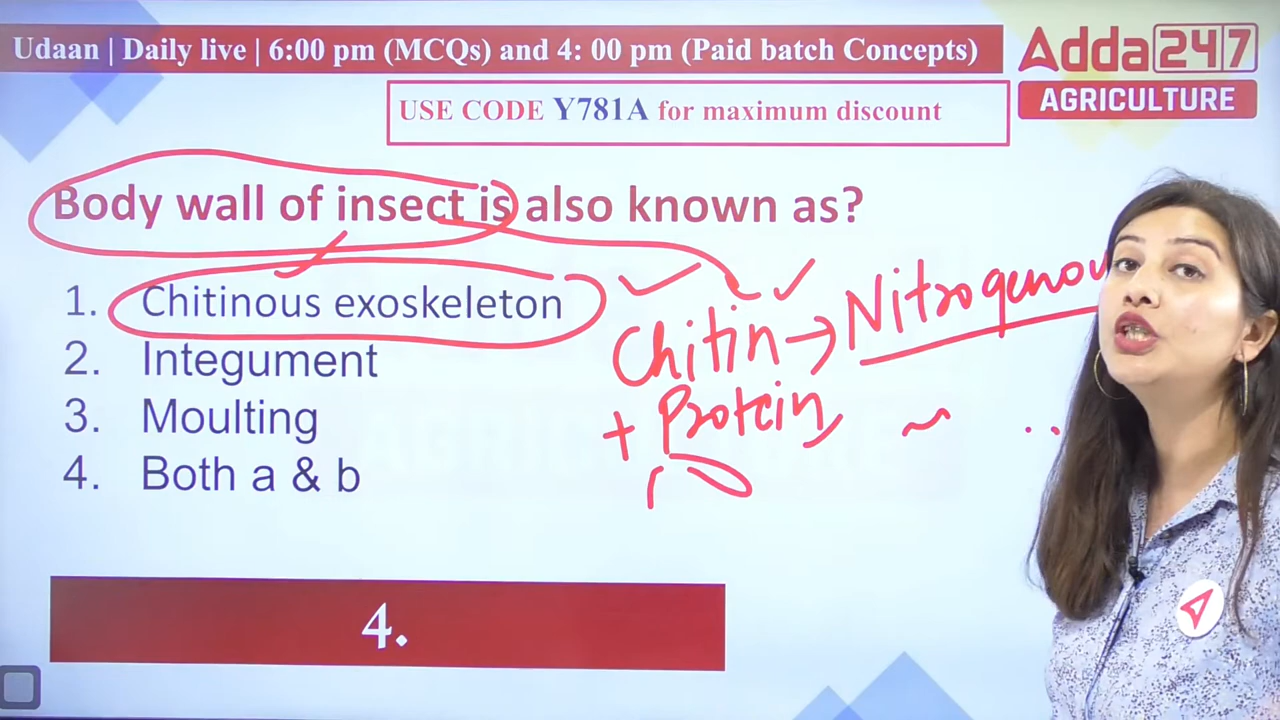 Udaan | Daily live | 6:00 pm (MCQs) and 4: 00 pm (Paid batch Concepts)
Adda247
AGRICULTURE
USE CODE Y781A for maximum discount
Body wall of insect is also known as?
1. Chitinous exoskeleton
2. Integument
3. Moulting
4. Both a & b
Chitin → Nitrogenou
+ Protein
4.